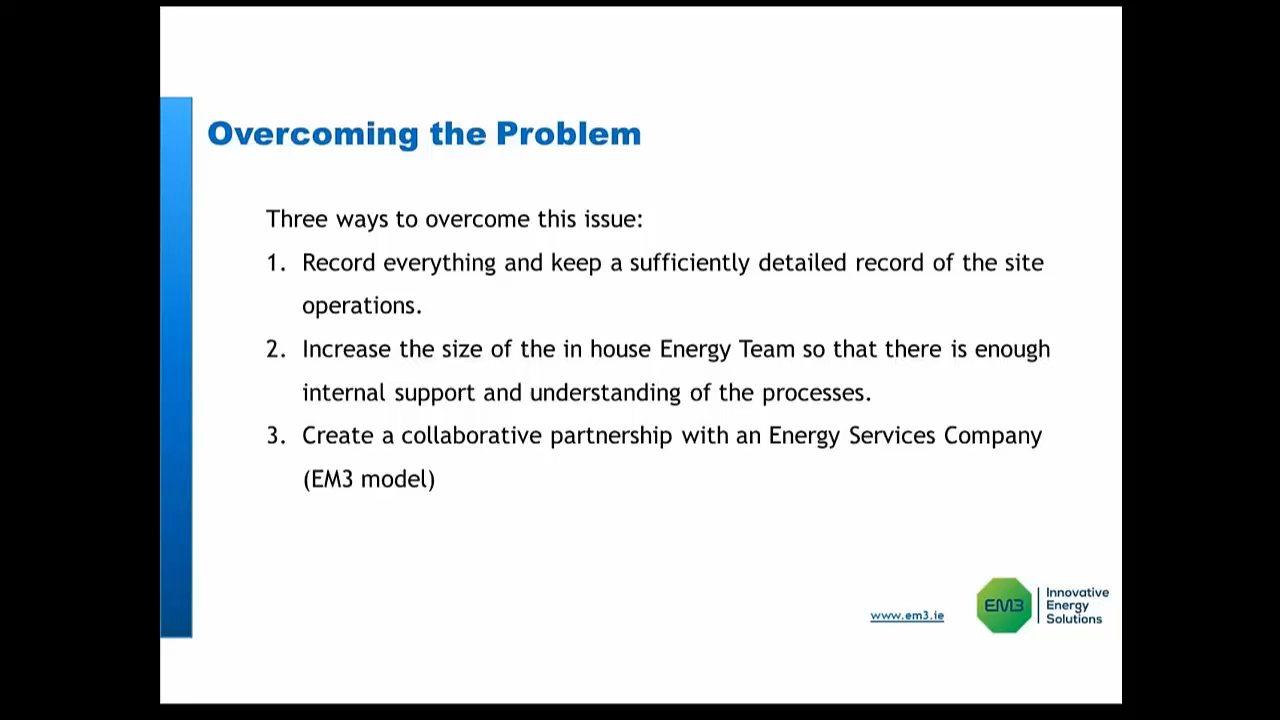 Overcoming the Problem
Three ways to overcome this issue:
1. Record everything and keep a sufficiently detailed record of the site
operations.
2. Increase the size of the in house Energy Team so that there is enough
internal support and understanding of the processes.
3. Create a collaborative partnership with an Energy Services Company
(EM3 model)
www.em3.ie
EM3
Innovative
Energy
Solutions